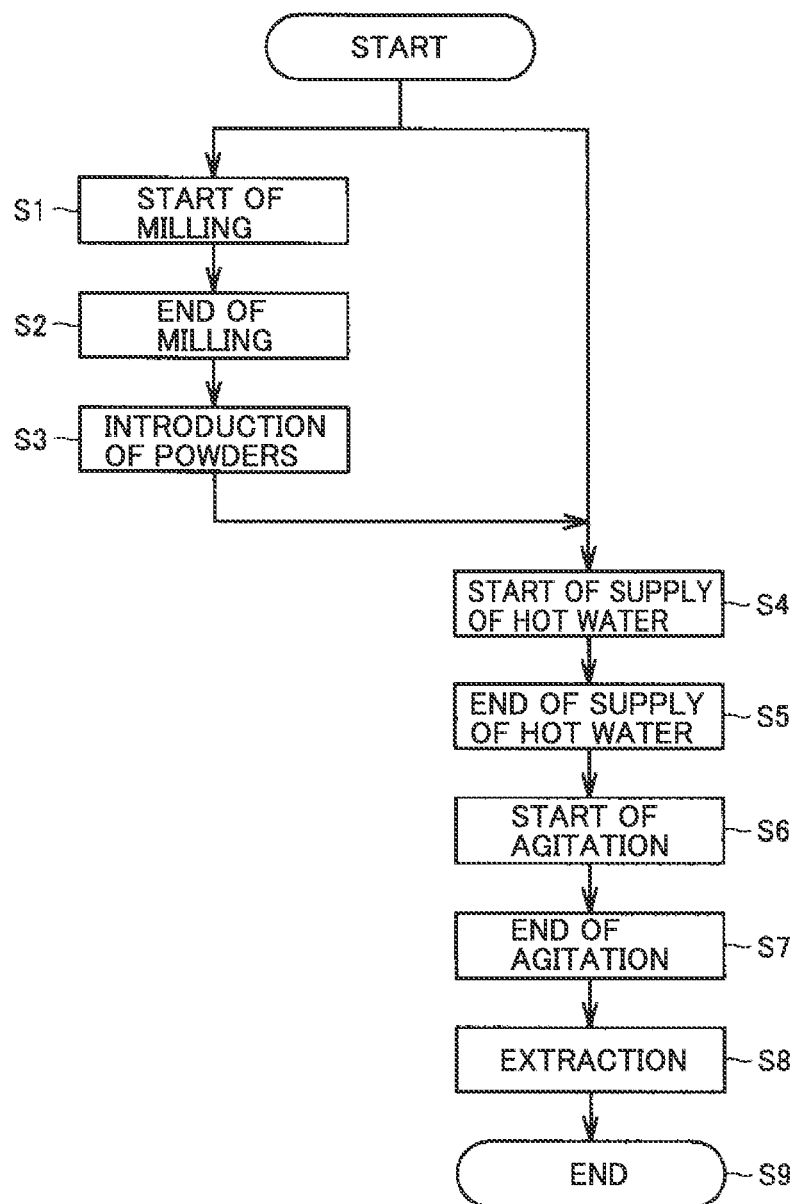 START
S1
START OF
MILLING
S2
END OF
MILLING
S3
INTRODUCTION
OF POWDERS
START OF SUPPLY
OF HOT WATER
S4
END OF SUPPLY
OF HOT WATER
S5
START OF
AGITATION
S6
END OF
AGITATION
S7
EXTRACTION
S8
END
S9